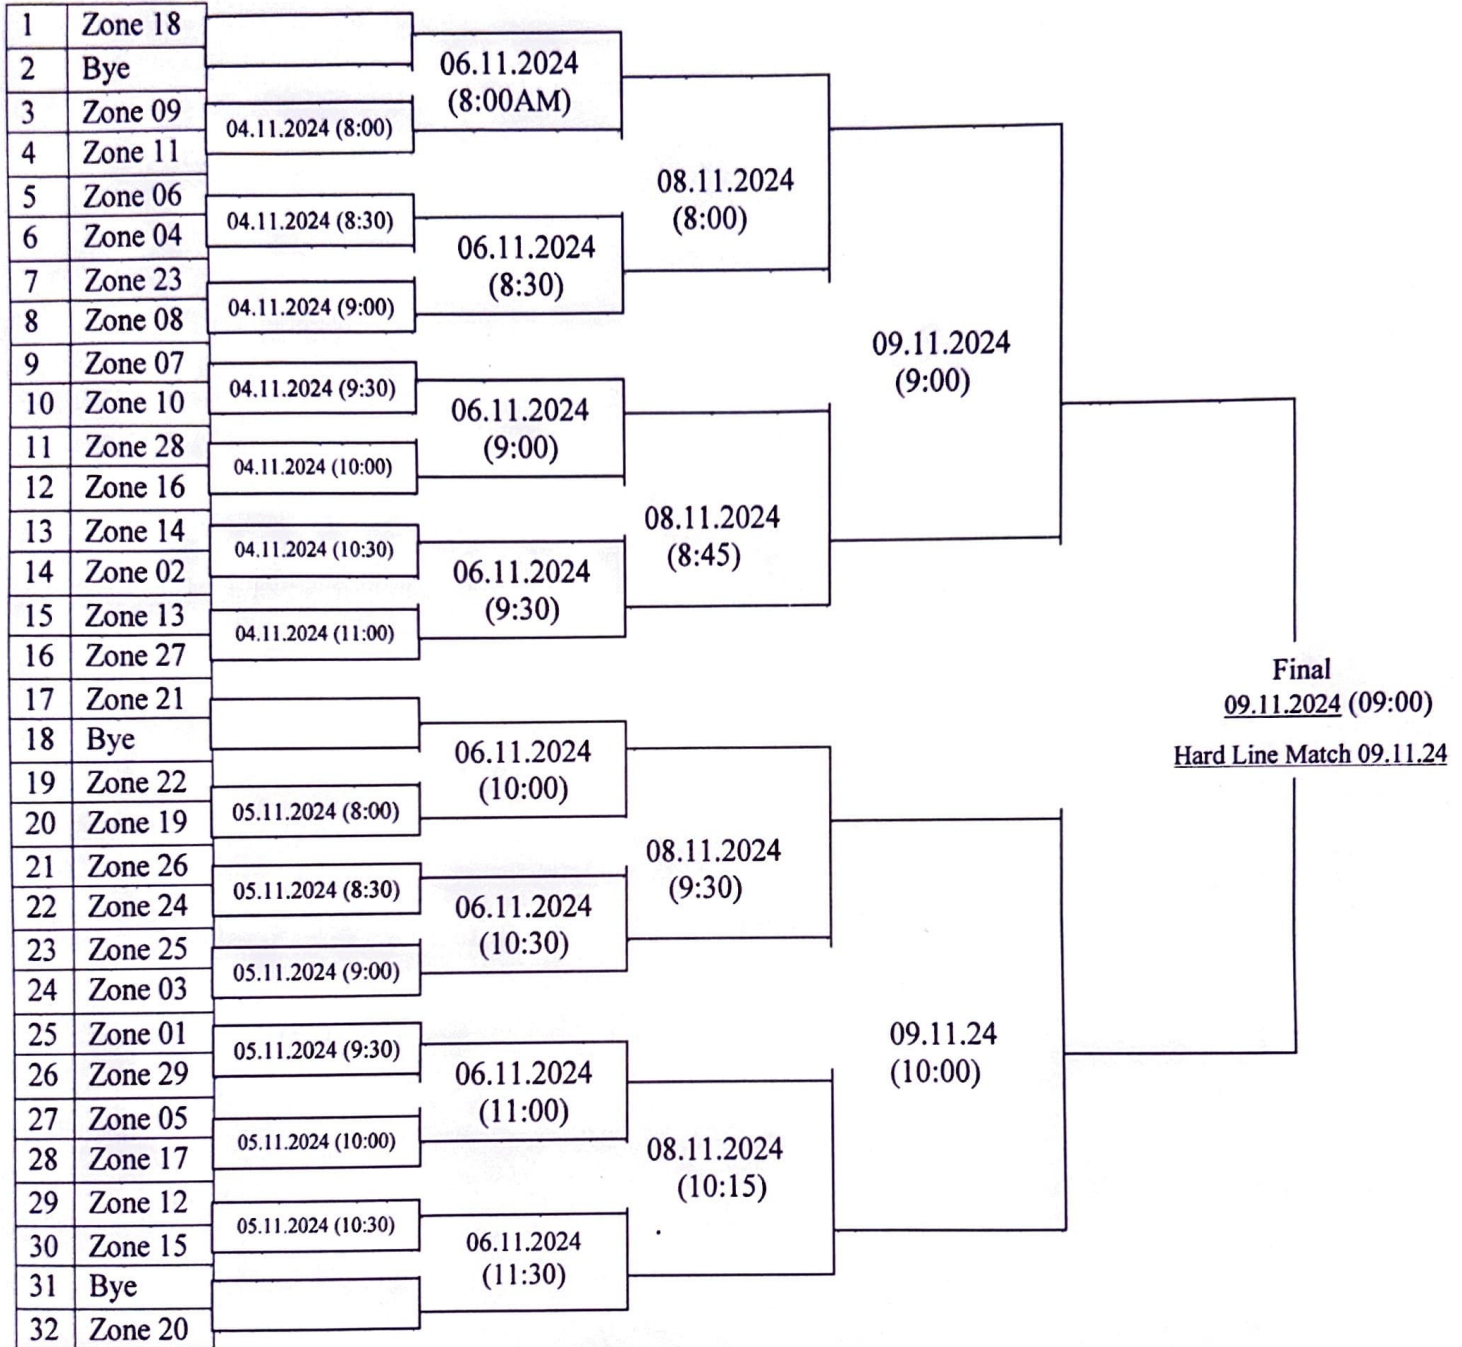 1 Zone 18
2 Bye
3 Zone 09
4 Zone 11
5 Zone 06
6 Zone 04
7 Zone 23
8 Zone 08
9 Zone 07
10 Zone 10
11 Zone 28
12 Zone 16
13 Zone 14
14 Zone 02
15 Zone 13
16 Zone 27
17 Zone 21
18 Bye
19 Zone 22
20 Zone 19
21 Zone 26
22 Zone 24
23 Zone 25
24 Zone 03
25 Zone 01
26 Zone 29
27 Zone 05
28 Zone 17
29 Zone 12
30 Zone 15
31 Bye
32 Zone 20
04.11.2024 (8:00)
04.11.2024 (8:30)
04.11.2024 (9:00)
04.11.2024 (9:30)
04.11.2024 (10:00)
04.11.2024 (10:30)
04.11.2024 (11:00)
05.11.2024 (8:00)
05.11.2024 (8:30)
05.11.2024 (9:00)
05.11.2024 (9:30)
05.11.2024 (10:00)
05.11.2024 (10:30)
06.11.2024
(8:00AM)
06.11.2024
(8:30)
06.11.2024
(9:00)
06.11.2024
(9:30)
06.11.2024
(10:00)
06.11.2024
(10:30)
06.11.2024
(11:00)
06.11.2024
(11:30)
08.11.2024
(8:00)
08.11.2024
(8:45)
08.11.2024
(9:30)
08.11.2024
(10:15)
09.11.2024
(9:00)
09.11.24
(10:00)
Final
09.11.2024 (09:00)
Hard Line Match 09.11.24